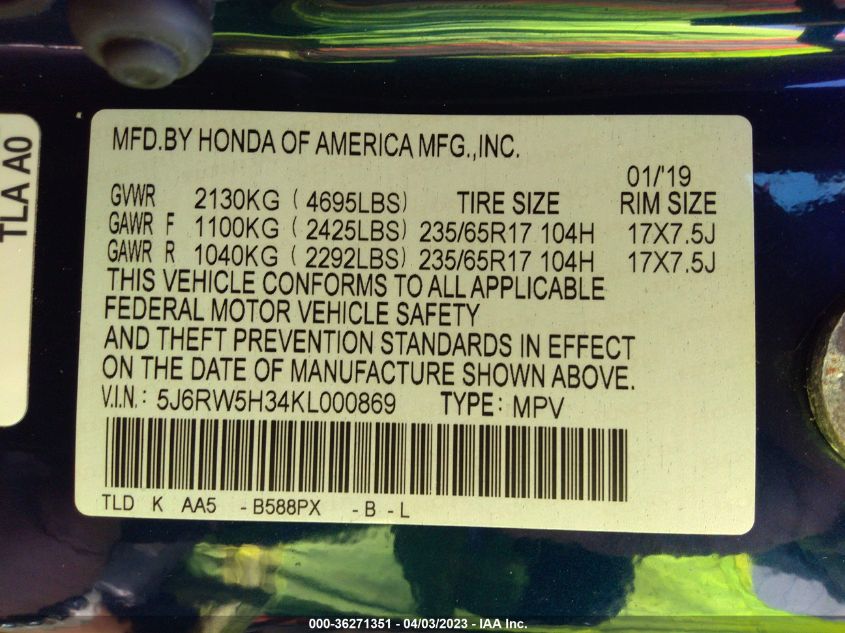 TLA A0
MFD.BY HONDA OF AMERICA MFG.,INC.
01/'19
GVWR 2130KG ( 4695LBS) TIRE SIZE RIM SIZE
GAWR F 1100KG ( 2425LBS) 235/65R17 104H 17X7.5J
GAWR R 1040KG ( 2292LBS) 235/65R17 104H 17X7.5J
THIS VEHICLE CONFORMS TO ALL APPLICABLE
FEDERAL MOTOR VEHICLE SAFETY
AND THEFT PREVENTION STANDARDS IN EFFECT
ON THE DATE OF MANUFACTURE SHOWN ABOVE.
V.I.N.: 5J6RW5H34KL000869 TYPE: MPV
TLD K AA5 - B588PX - B - L
000-36271351 - 04/03/2023 - IAA Inc.